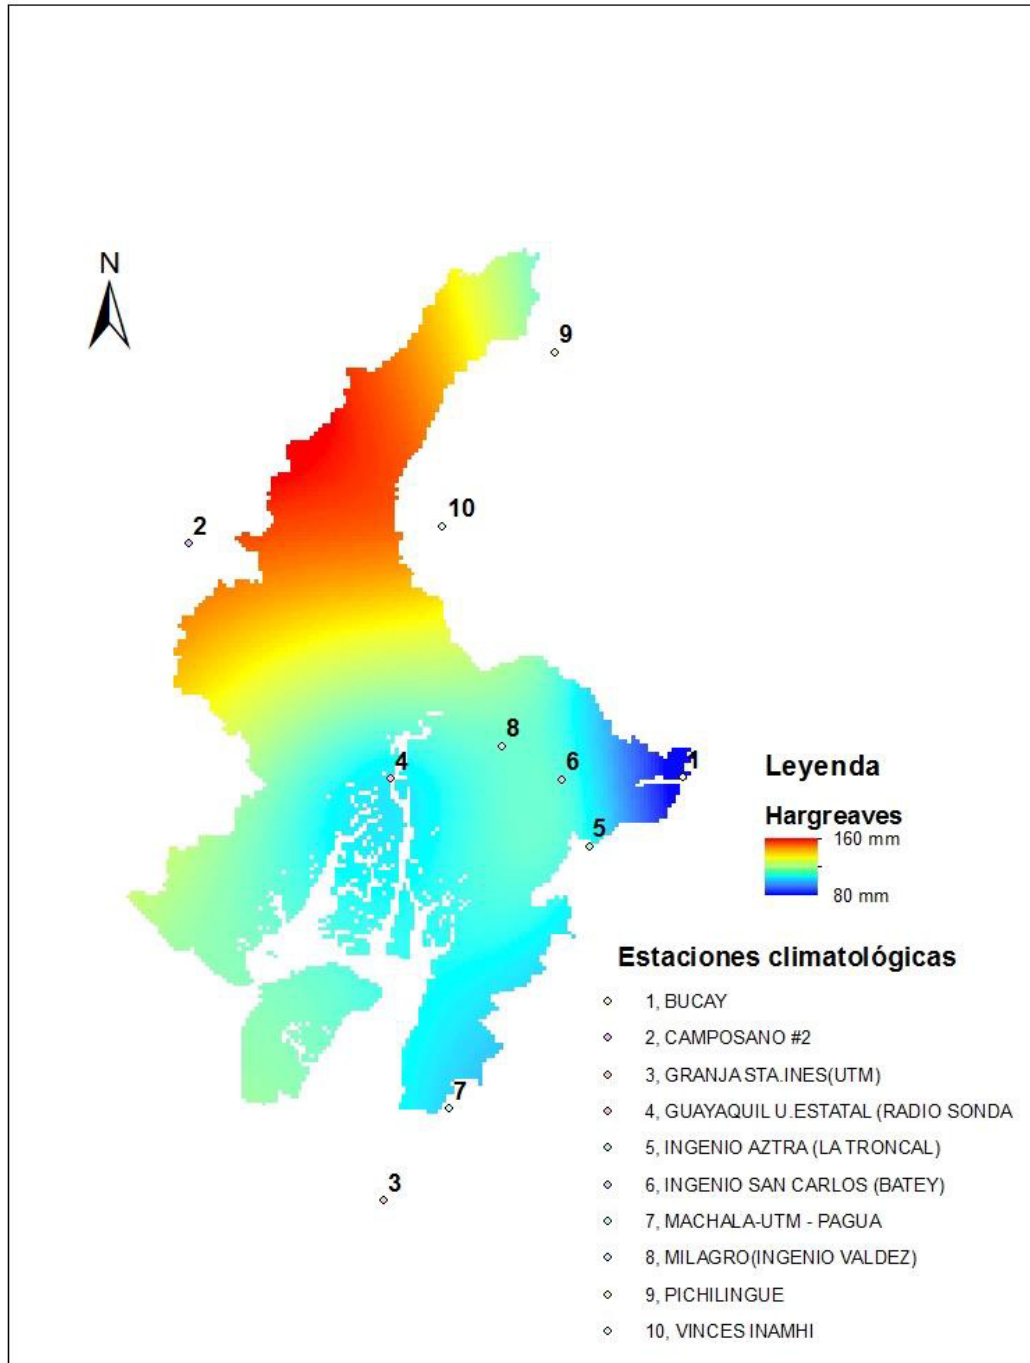 N
9
10
2
8
4
6
1
5
7
3
Leyenda
Hargreaves
160 mm
80 mm
Estaciones climatológicas
1, BUCAY
2, CAMPOSANO #2
3, GRANJA STA.INES(UTM)
4, GUAYAQUIL U.ESTATAL (RADIO SONDA
5, INGENIO AZTRA (LA TRONCAL)
6, INGENIO SAN CARLOS (BATEY)
7, MACHALA-UTM - PAGUA
8, MILAGRO(INGENIO VALDEZ)
9, PICHILINGUE
10, VINCES INAMHI